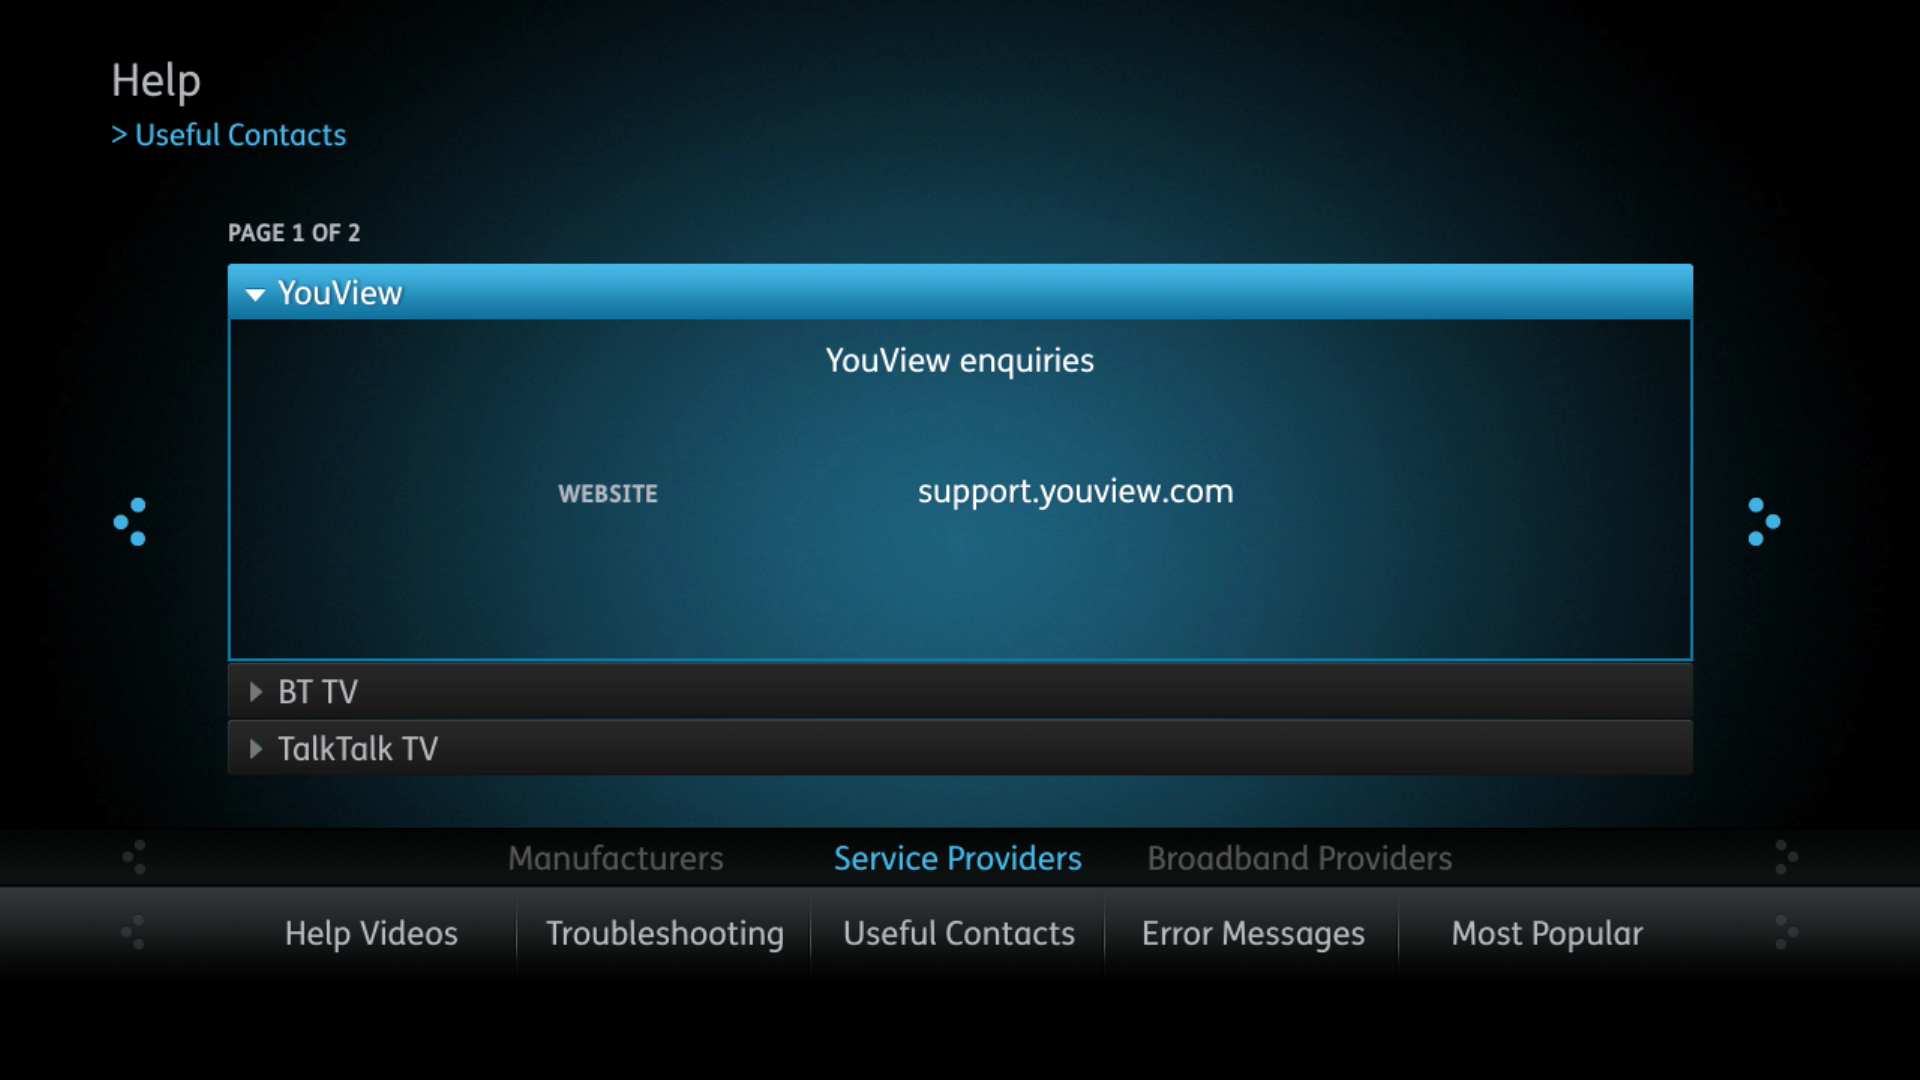 Help
> Useful Contacts
PAGE 1 OF 2
YouView
YouView enquiries
WEBSITE support.youview.com
BT TV
TalkTalk TV
Manufacturers Service Providers Broadband Providers
Help Videos Troubleshooting Useful Contacts Error Messages Most Popular